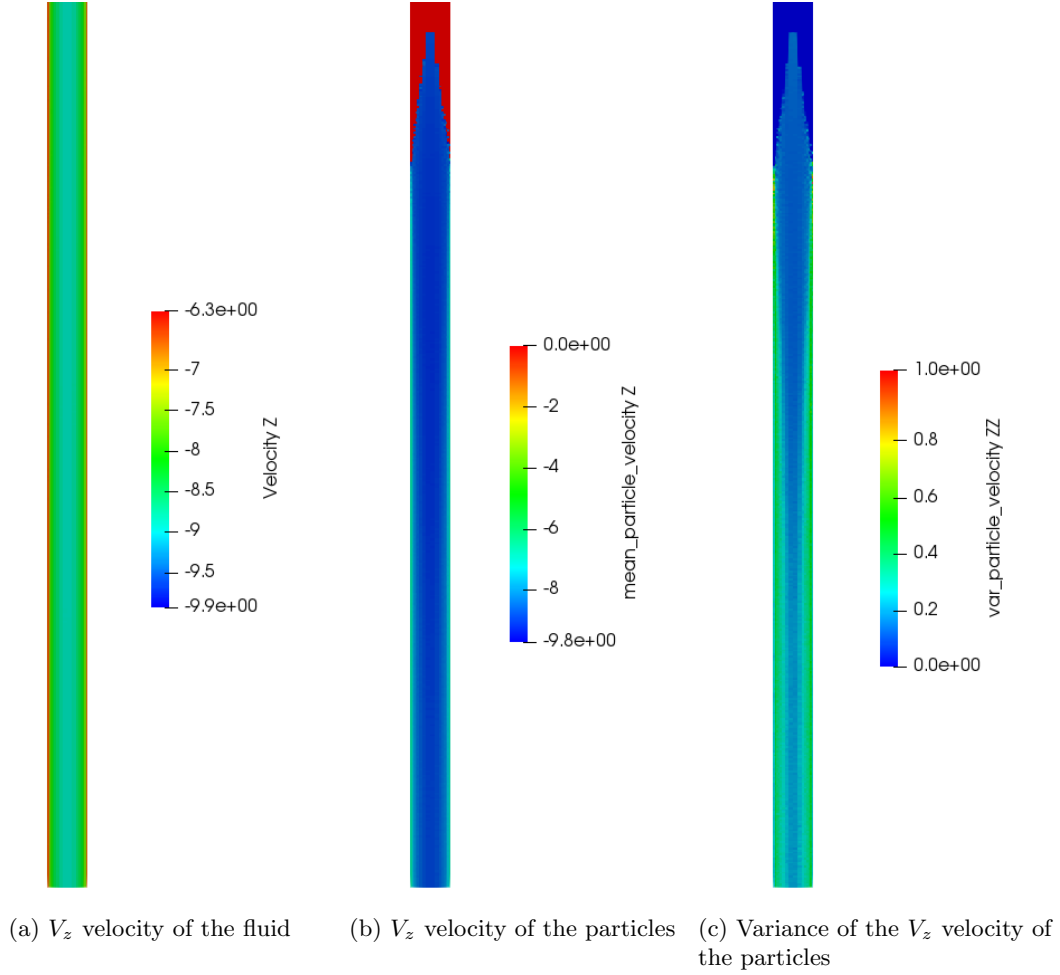 -6.3e+00
-7
-7.5
-8
-8.5
-9
-9.5
-9.9e+00
Velocity Z
0.0e+00
-2
-4
-6
-8
-9.8e+00
mean_particle_velocity Z
1.0e+00
0.8
0.6
0.4
0.2
0.0e+00
var_particle_velocity ZZ
(a) V_z velocity of the fluid
(b) V_z velocity of the particles
(c) Variance of the V_z velocity of
the particles